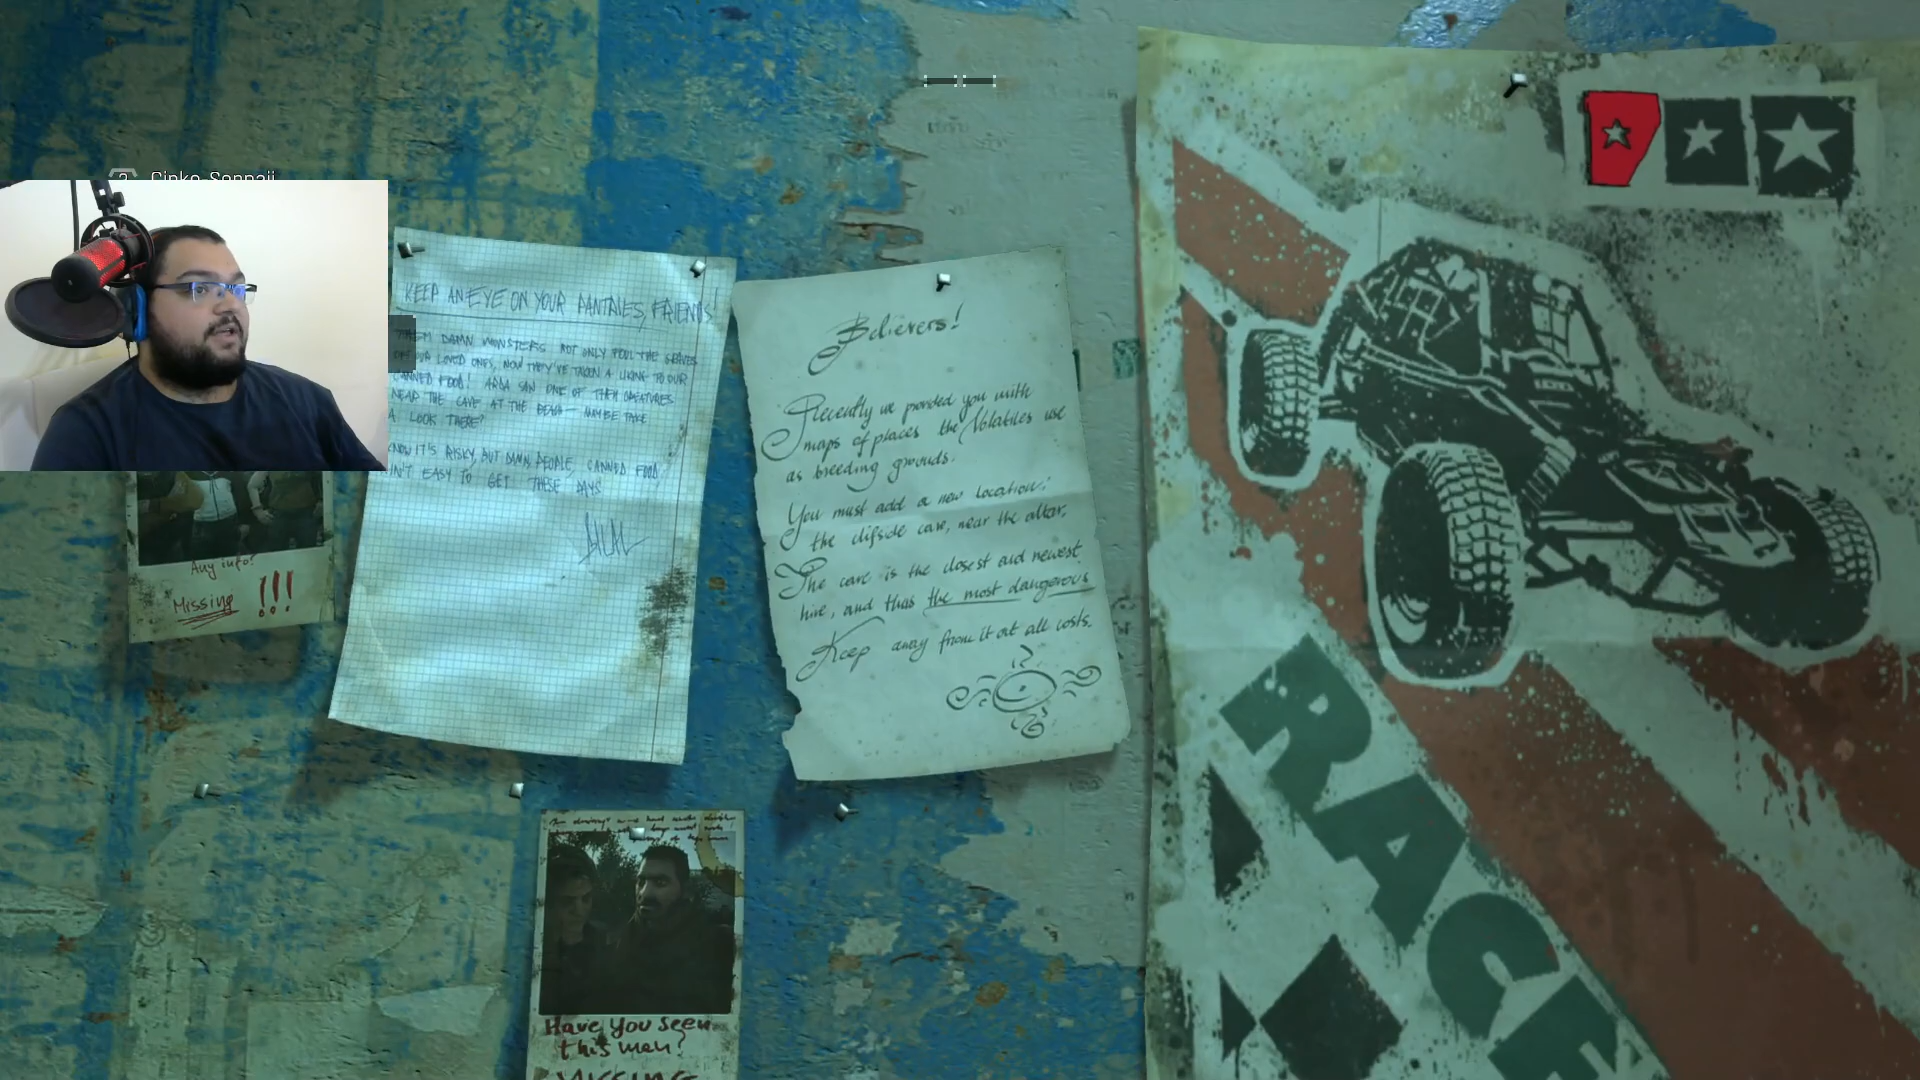 KEEP AN EYE ON YOUR PANTRIES, FRIENDS!
DAMN MONSTERS NOT ONLY FOUL THE GRAVES
OF OUR LOVED ONES, NOW THEY'VE TAKEN A LIKING TO OUR
CANNED FOOD! ARDA SAW ONE OF THEM CREATURES
NEAR THE CAVE AT THE BEACH - MAYBE TAKE
A LOOK THERE?
KNOW IT'S RISKY, BUT DAMN PEOPLE, CANNED FOOD
AIN'T EASY TO GET THESE DAYS
Believers!
Recently we provided you with
maps of places the Volatiles use
as breeding grounds.
You must add a new location:
the clifside cave, near the altar.
The cave is the closest and newest
hive, and thus the most dangerous
Keep away from it at all costs.
Any info?
Missing !!!
Have you seen
this man?
MISSING
RACE